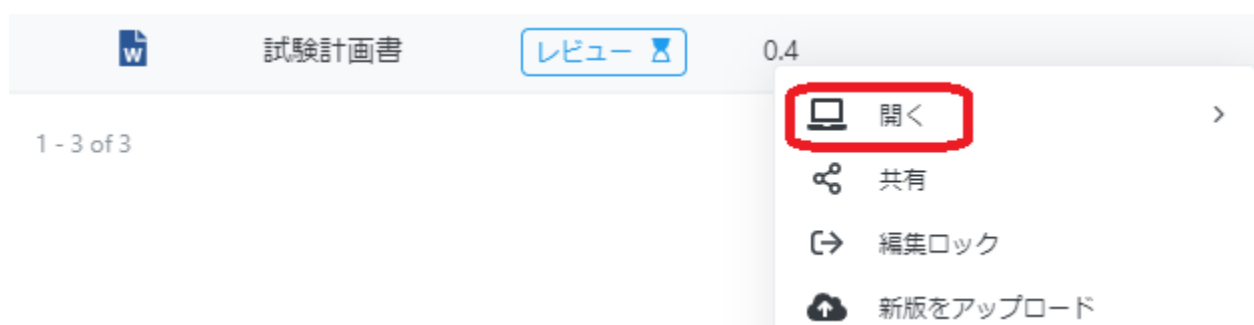 W 試験計画書 レビュー 0.4
開く
1 - 3 of 3
共有
編集ロック
新版をアップロード